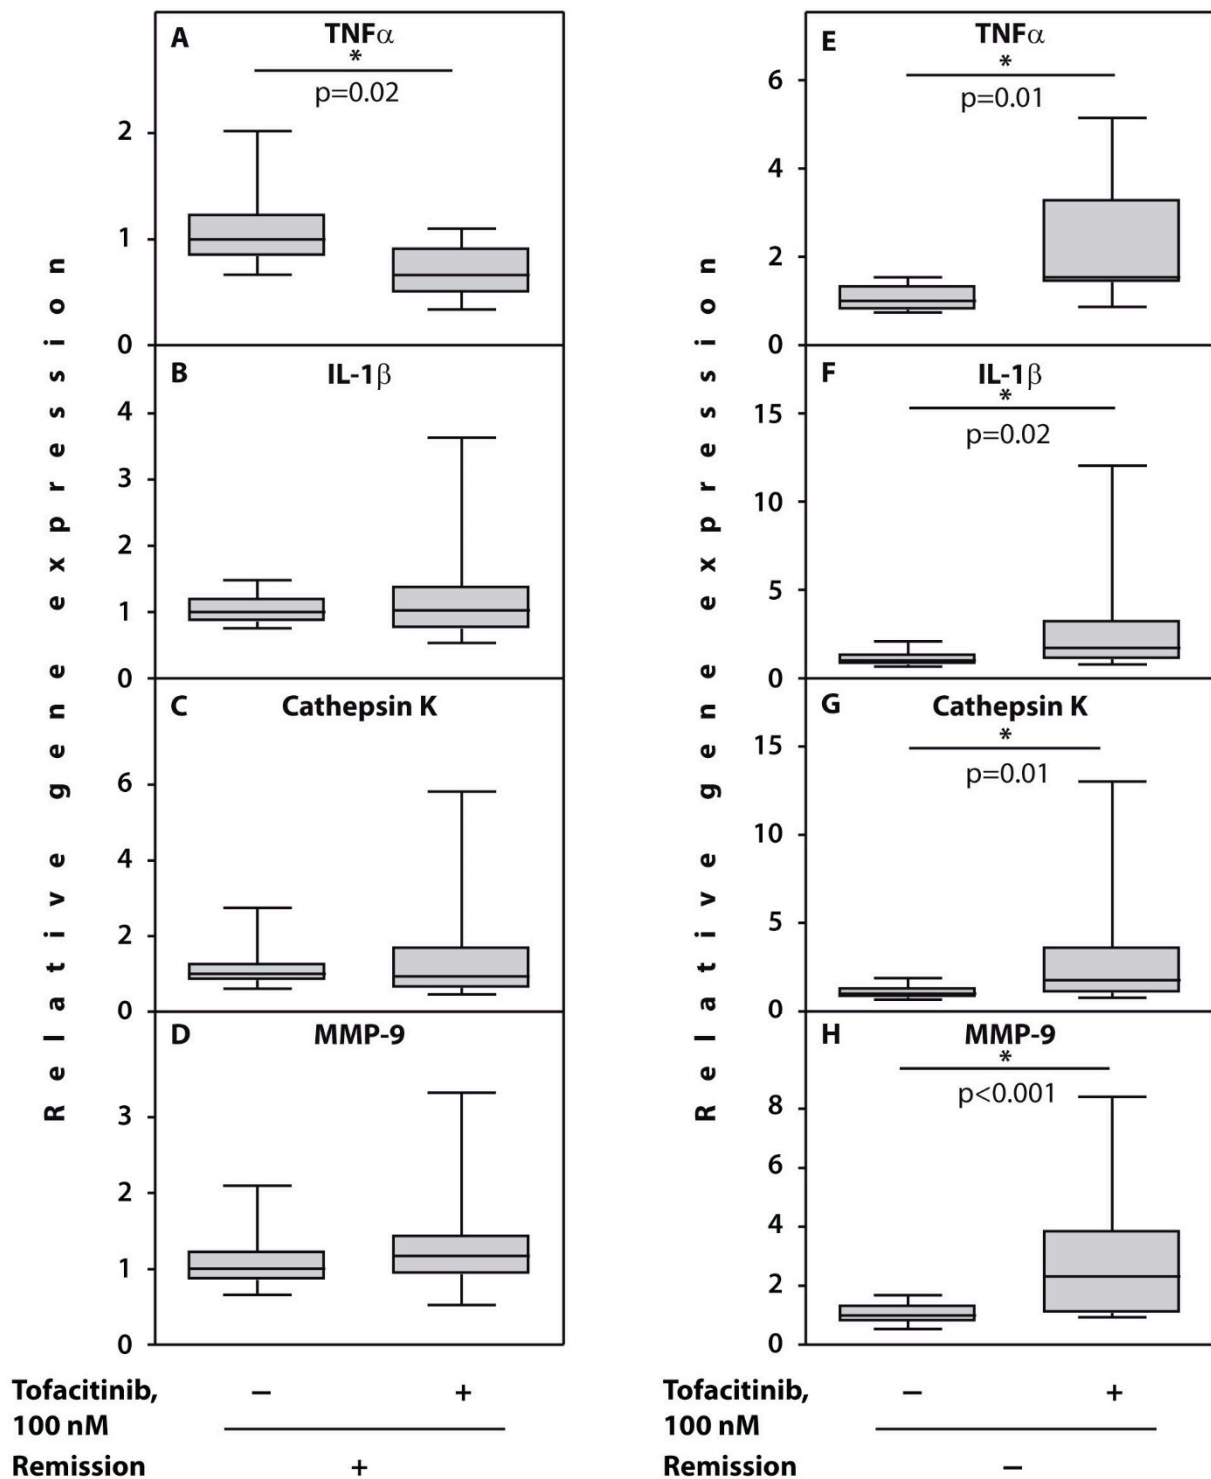 A
TNFα
*
p=0.02
2
1
0
B
IL-1β
4
3
2
1
0
C
Cathepsin K
6
4
2
0
D
MMP-9
3
2
1
0
Relative gene expression
Tofacitinib, − +
100 nM
Remission +
E
TNFα
*
p=0.01
6
4
2
0
F
IL-1β
*
p=0.02
15
10
5
0
G
Cathepsin K
*
p=0.01
15
10
5
0
H
MMP-9
*
p<0.001
8
6
4
2
0
Relative gene expression
Tofacitinib, − +
100 nM
Remission −